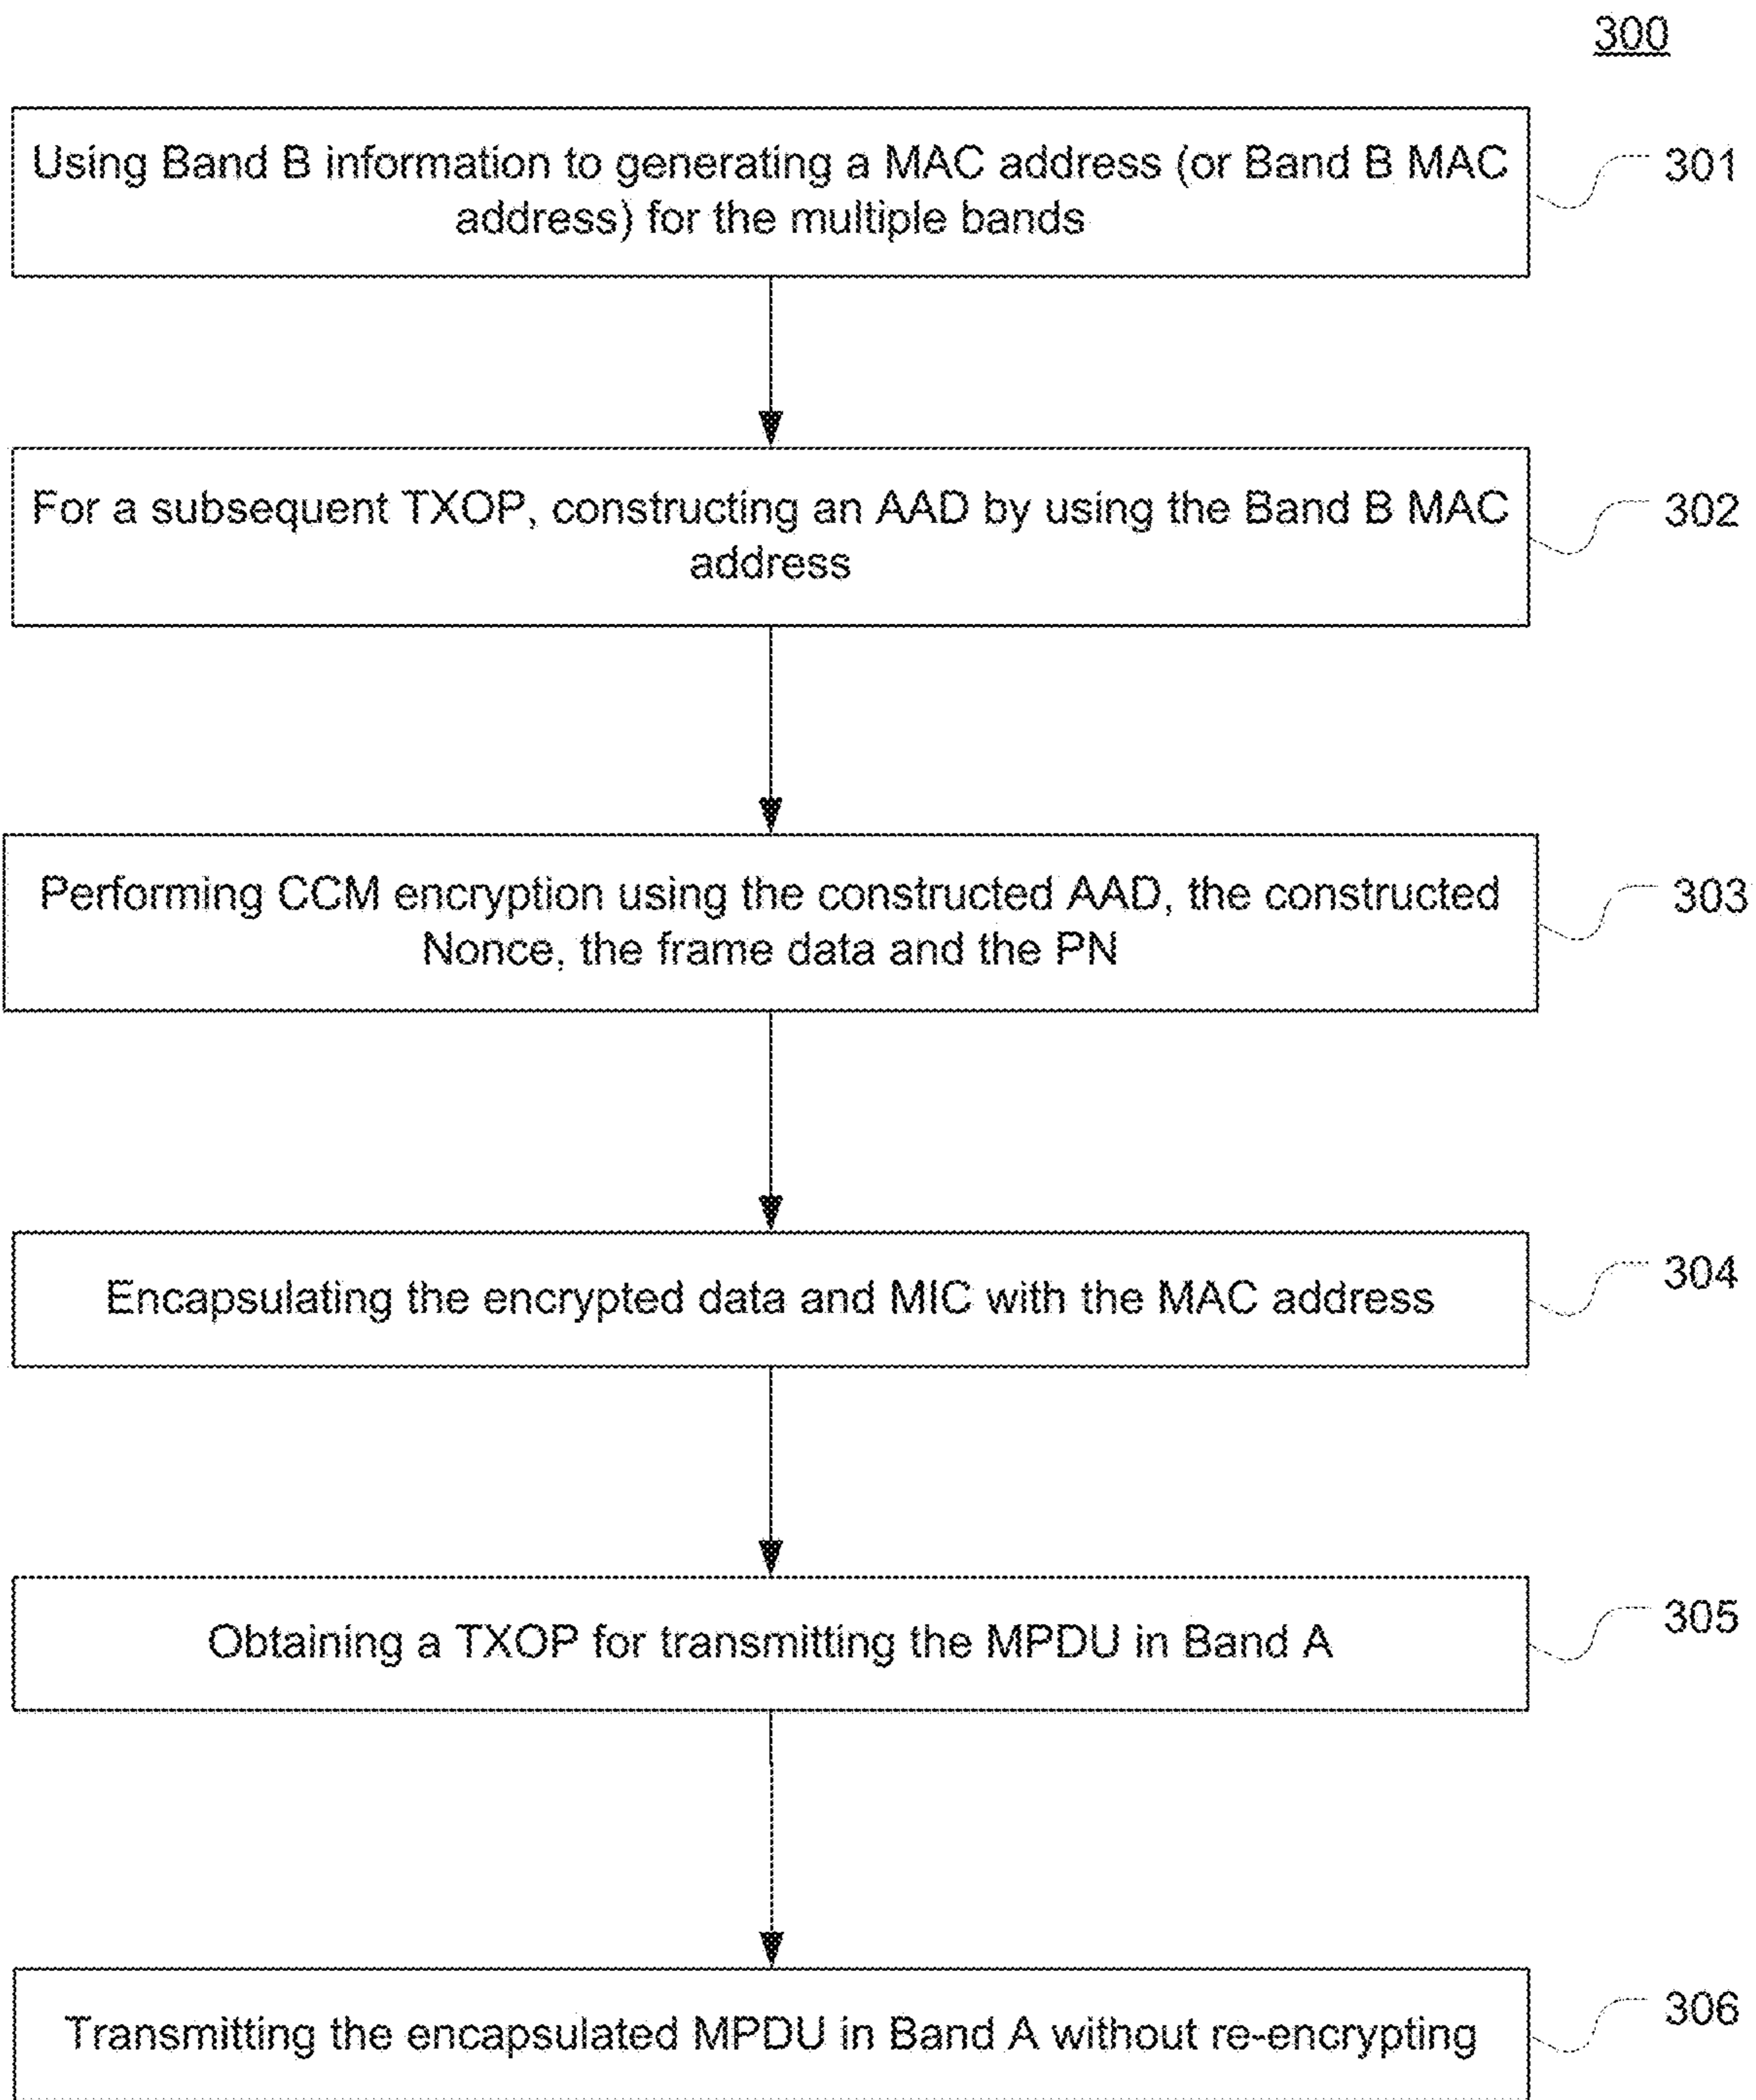 300
Using Band B information to generating a MAC address (or Band B MAC
address) for the multiple bands
301
For a subsequent TXOP, constructing an AAD by using the Band B MAC
address
302
Performing CCM encryption using the constructed AAD, the constructed
Nonce, the frame data and the PN
303
Encapsulating the encrypted data and MIC with the MAC address
304
Obtaining a TXOP for transmitting the MPDU in Band A
305
Transmitting the encapsulated MPDU in Band A without re-encrypting
306